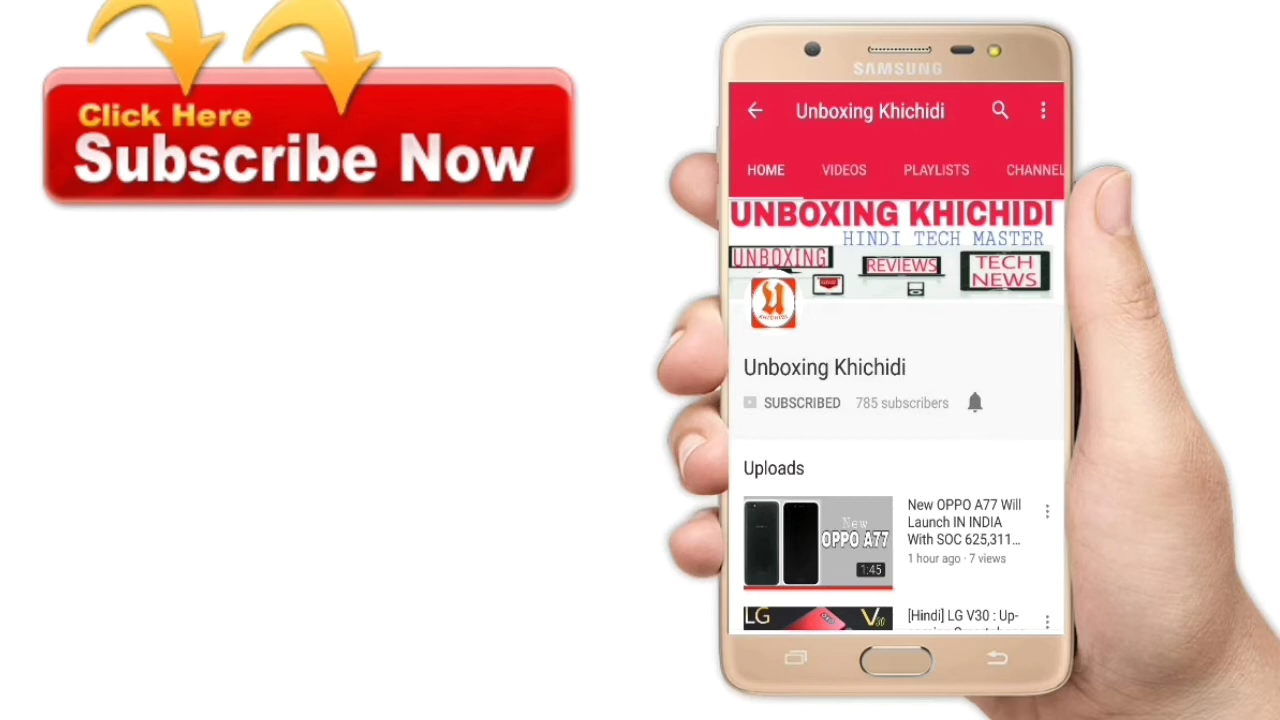 Click Here
Subscribe Now
SAMSUNG
Unboxing Khichidi
HOME VIDEOS PLAYLISTS CHANNEL
UNBOXING KHICHIDI
HINDI TECH MASTER
UNBOXING
REVIEWS
TECH
NEWS
U
KHICHIDI
Unboxing Khichidi
SUBSCRIBED 785 subscribers
Uploads
New
OPPO A77
1:45
New OPPO A77 Will
Launch IN INDIA
With SOC 625,311...
1 hour ago · 7 views
LG V30
[Hindi] LG V30 : Up-